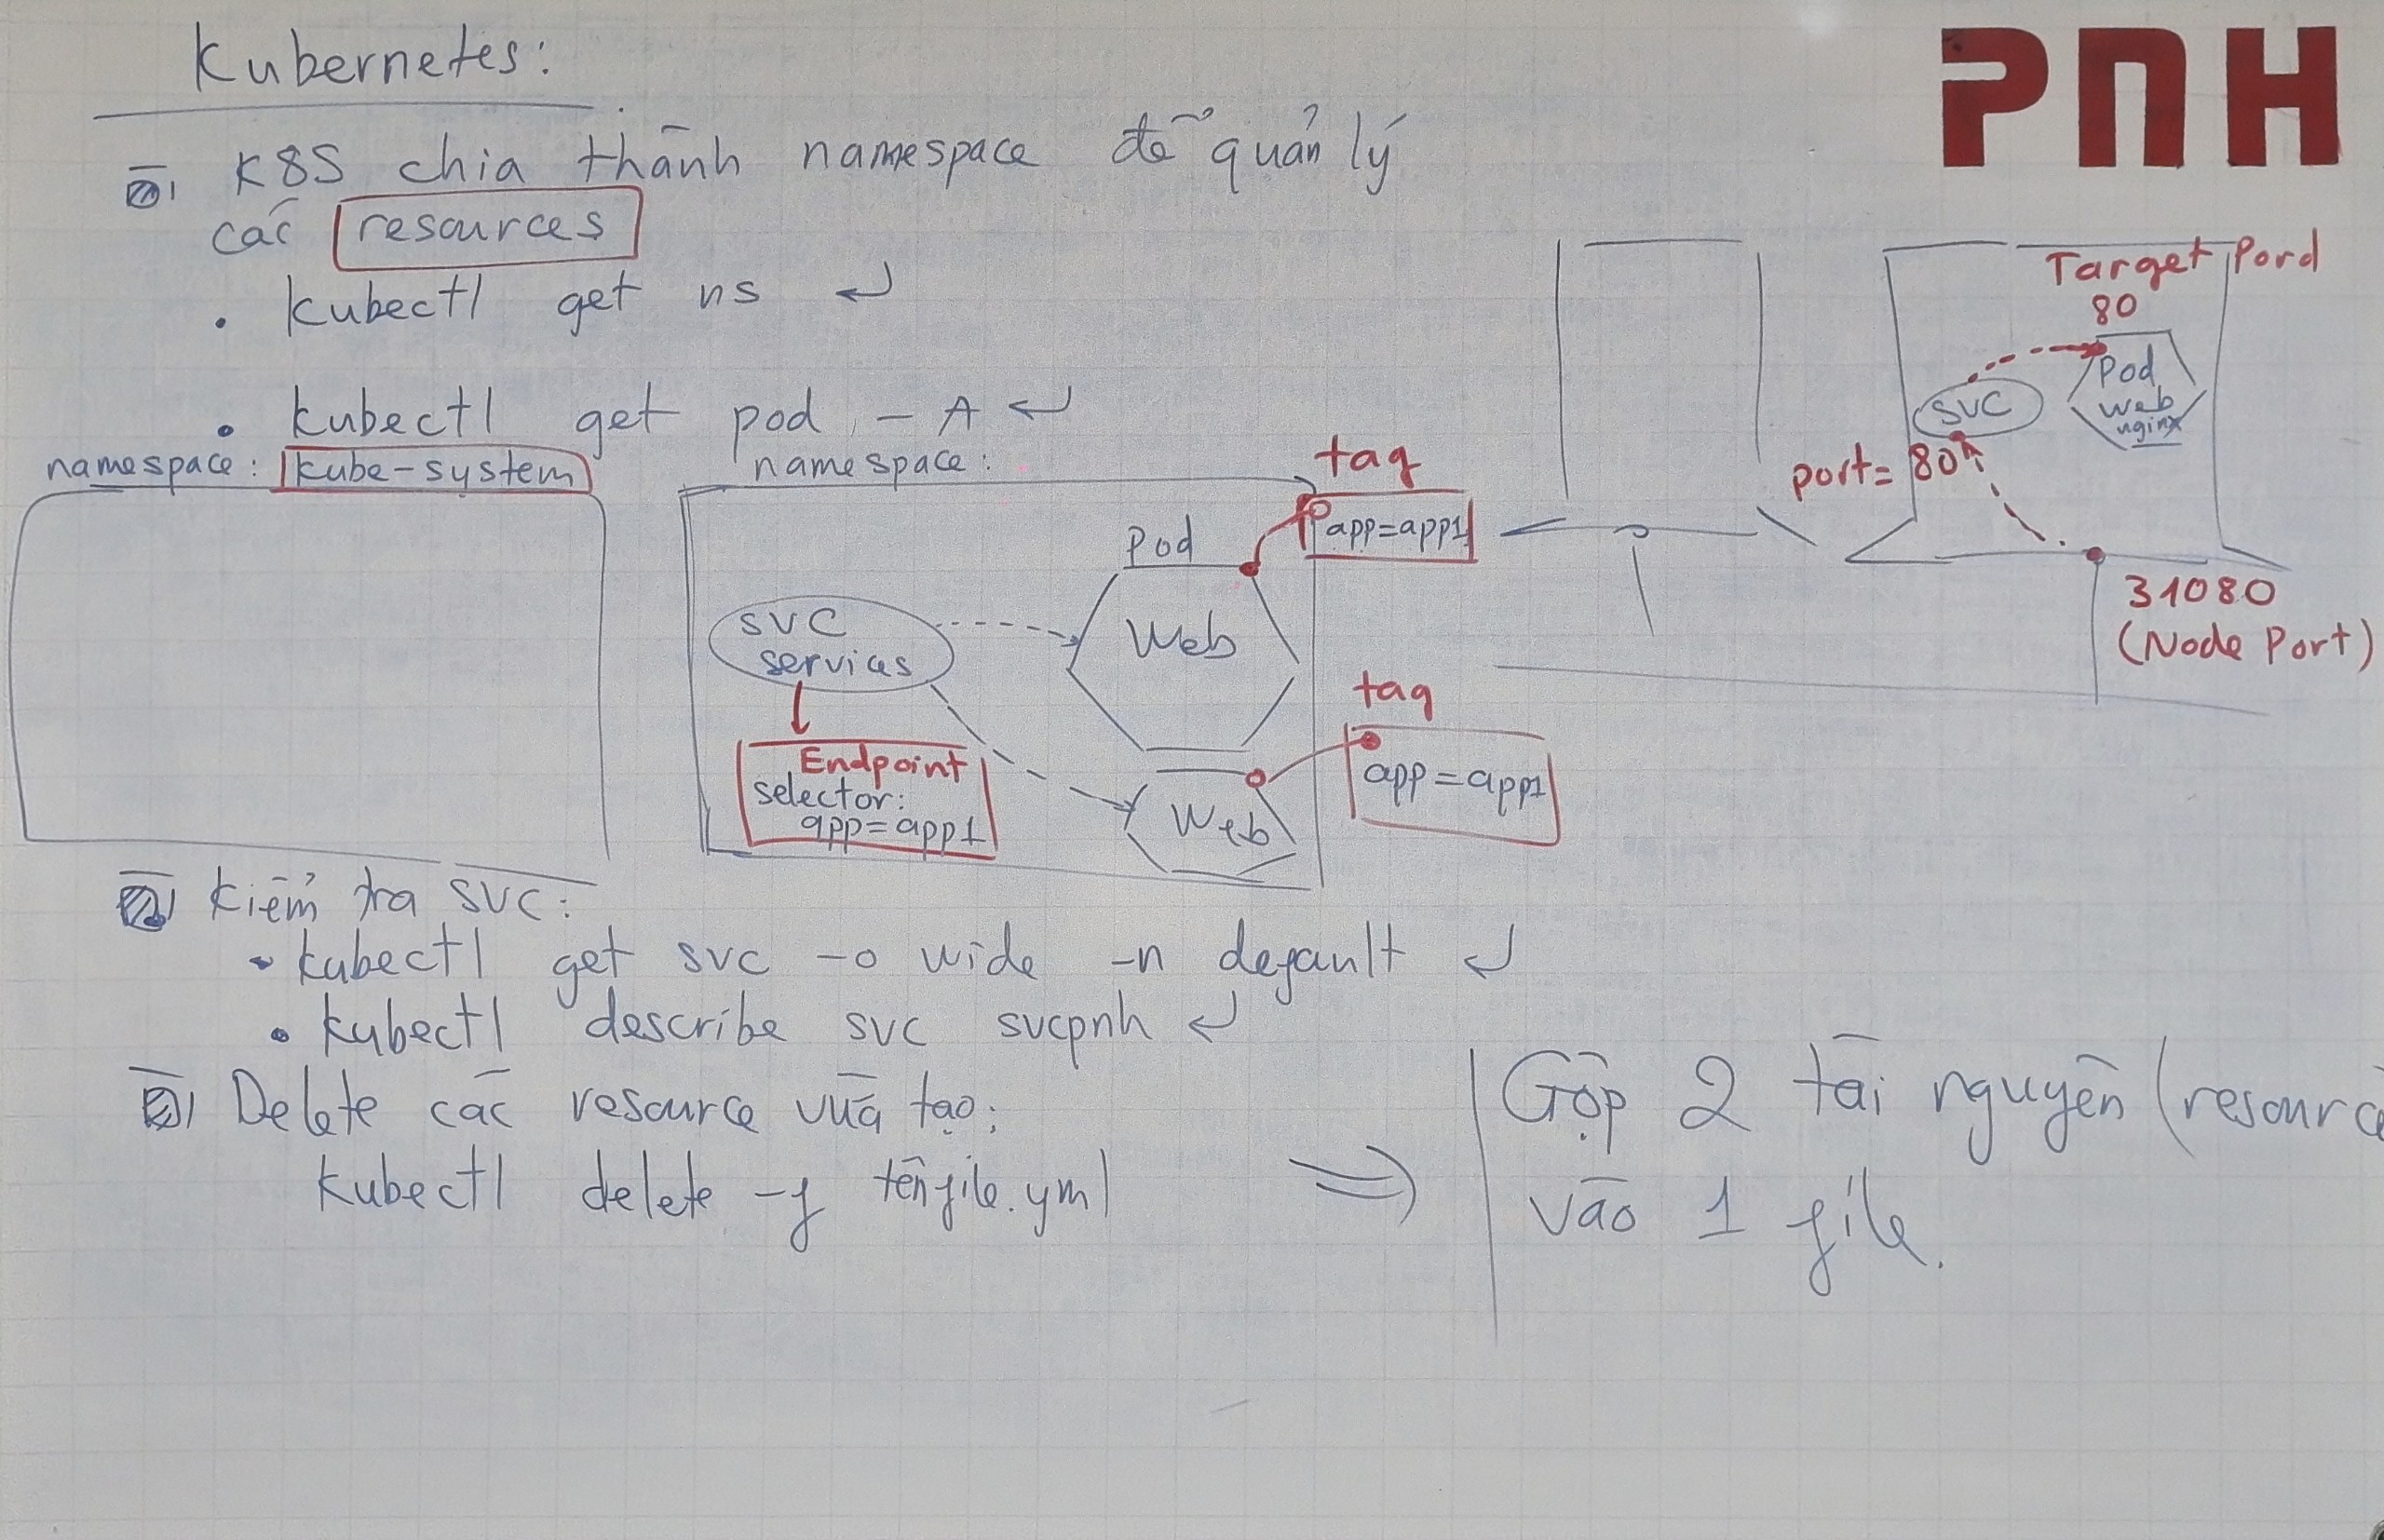 Kubernetes:
PNH
K8S chia thành namespace để quản lý
các resources
• kubectl get ns ↵
• kubectl get pod -A ↵
namespace: kube-system
namespace:
Pod
Web
tag
app=app1
svc
services
Endpoint
selector:
app=app1
Web
tag
app=app1
Target Pord
80
Pod
web
nginx
svc
port= 80
31080
(Node Port)
Kiểm tra svc:
• kubectl get svc -o wide -n default ↵
• kubectl describe svc svcpnh ↵
Delete các resource vừa tạo:
kubectl delete -f tênfile.yml
⇒ Gộp 2 tài nguyên (resource
vào 1 file.